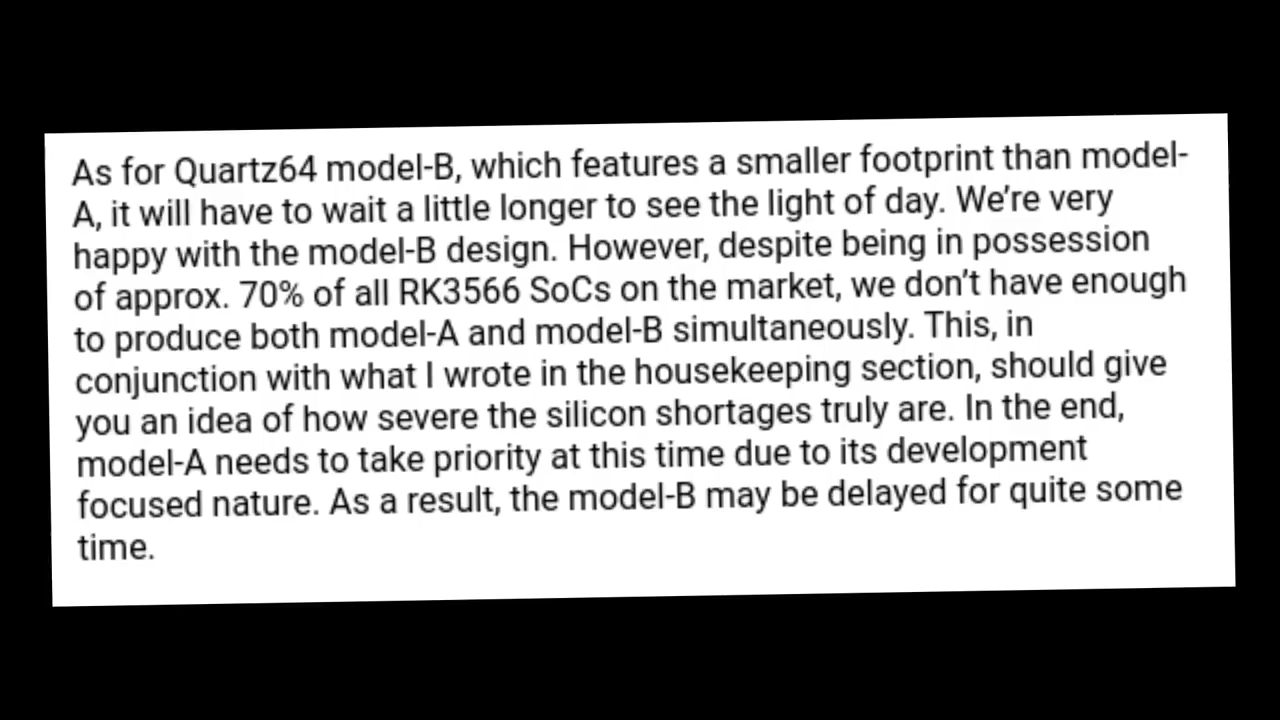 As for Quartz64 model-B, which features a smaller footprint than model-
A, it will have to wait a little longer to see the light of day. We’re very
happy with the model-B design. However, despite being in possession
of approx. 70% of all RK3566 SoCs on the market, we don’t have enough
to produce both model-A and model-B simultaneously. This, in
conjunction with what I wrote in the housekeeping section, should give
you an idea of how severe the silicon shortages truly are. In the end,
model-A needs to take priority at this time due to its development
focused nature. As a result, the model-B may be delayed for quite some
time.